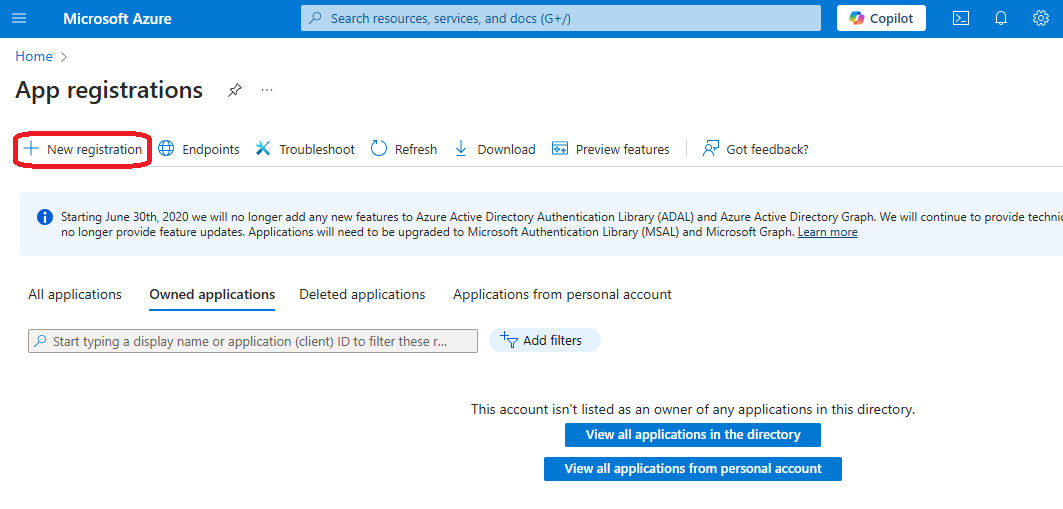 Microsoft Azure
Search resources, services, and docs (G+/)
Copilot
Home
App registrations
New registration
Endpoints
Troubleshoot
Refresh
Download
Preview features
Got feedback?
Starting June 30th, 2020 we will no longer add any new features to Azure Active Directory Authentication Library (ADAL) and Azure Active Directory Graph. We will continue to provide technic
no longer provide feature updates. Applications will need to be upgraded to Microsoft Authentication Library (MSAL) and Microsoft Graph. Learn more
All applications
Owned applications
Deleted applications
Applications from personal account
Start typing a display name or application (client) ID to filter these r...
Add filters
This account isn't listed as an owner of any applications in this directory.
View all applications in the directory
View all applications from personal account